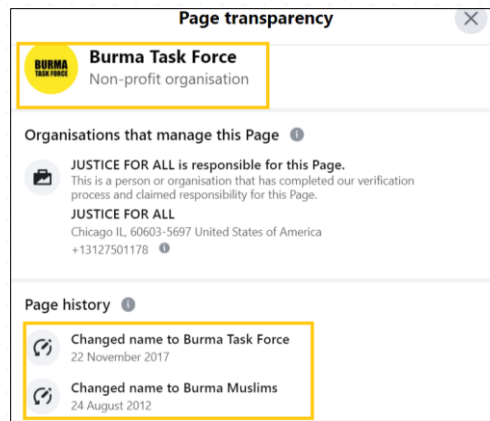 Page transparency
BURMA
TASK FORCE
Burma Task Force
Non-profit organisation
Organisations that manage this Page
JUSTICE FOR ALL is responsible for this Page.
This is a person or organisation that has completed our verification
process and claimed responsibility for this Page.
JUSTICE FOR ALL
Chicago IL, 60603-5697 United States of America
+13127501178
Page history
Changed name to Burma Task Force
22 November 2017
Changed name to Burma Muslims
24 August 2012